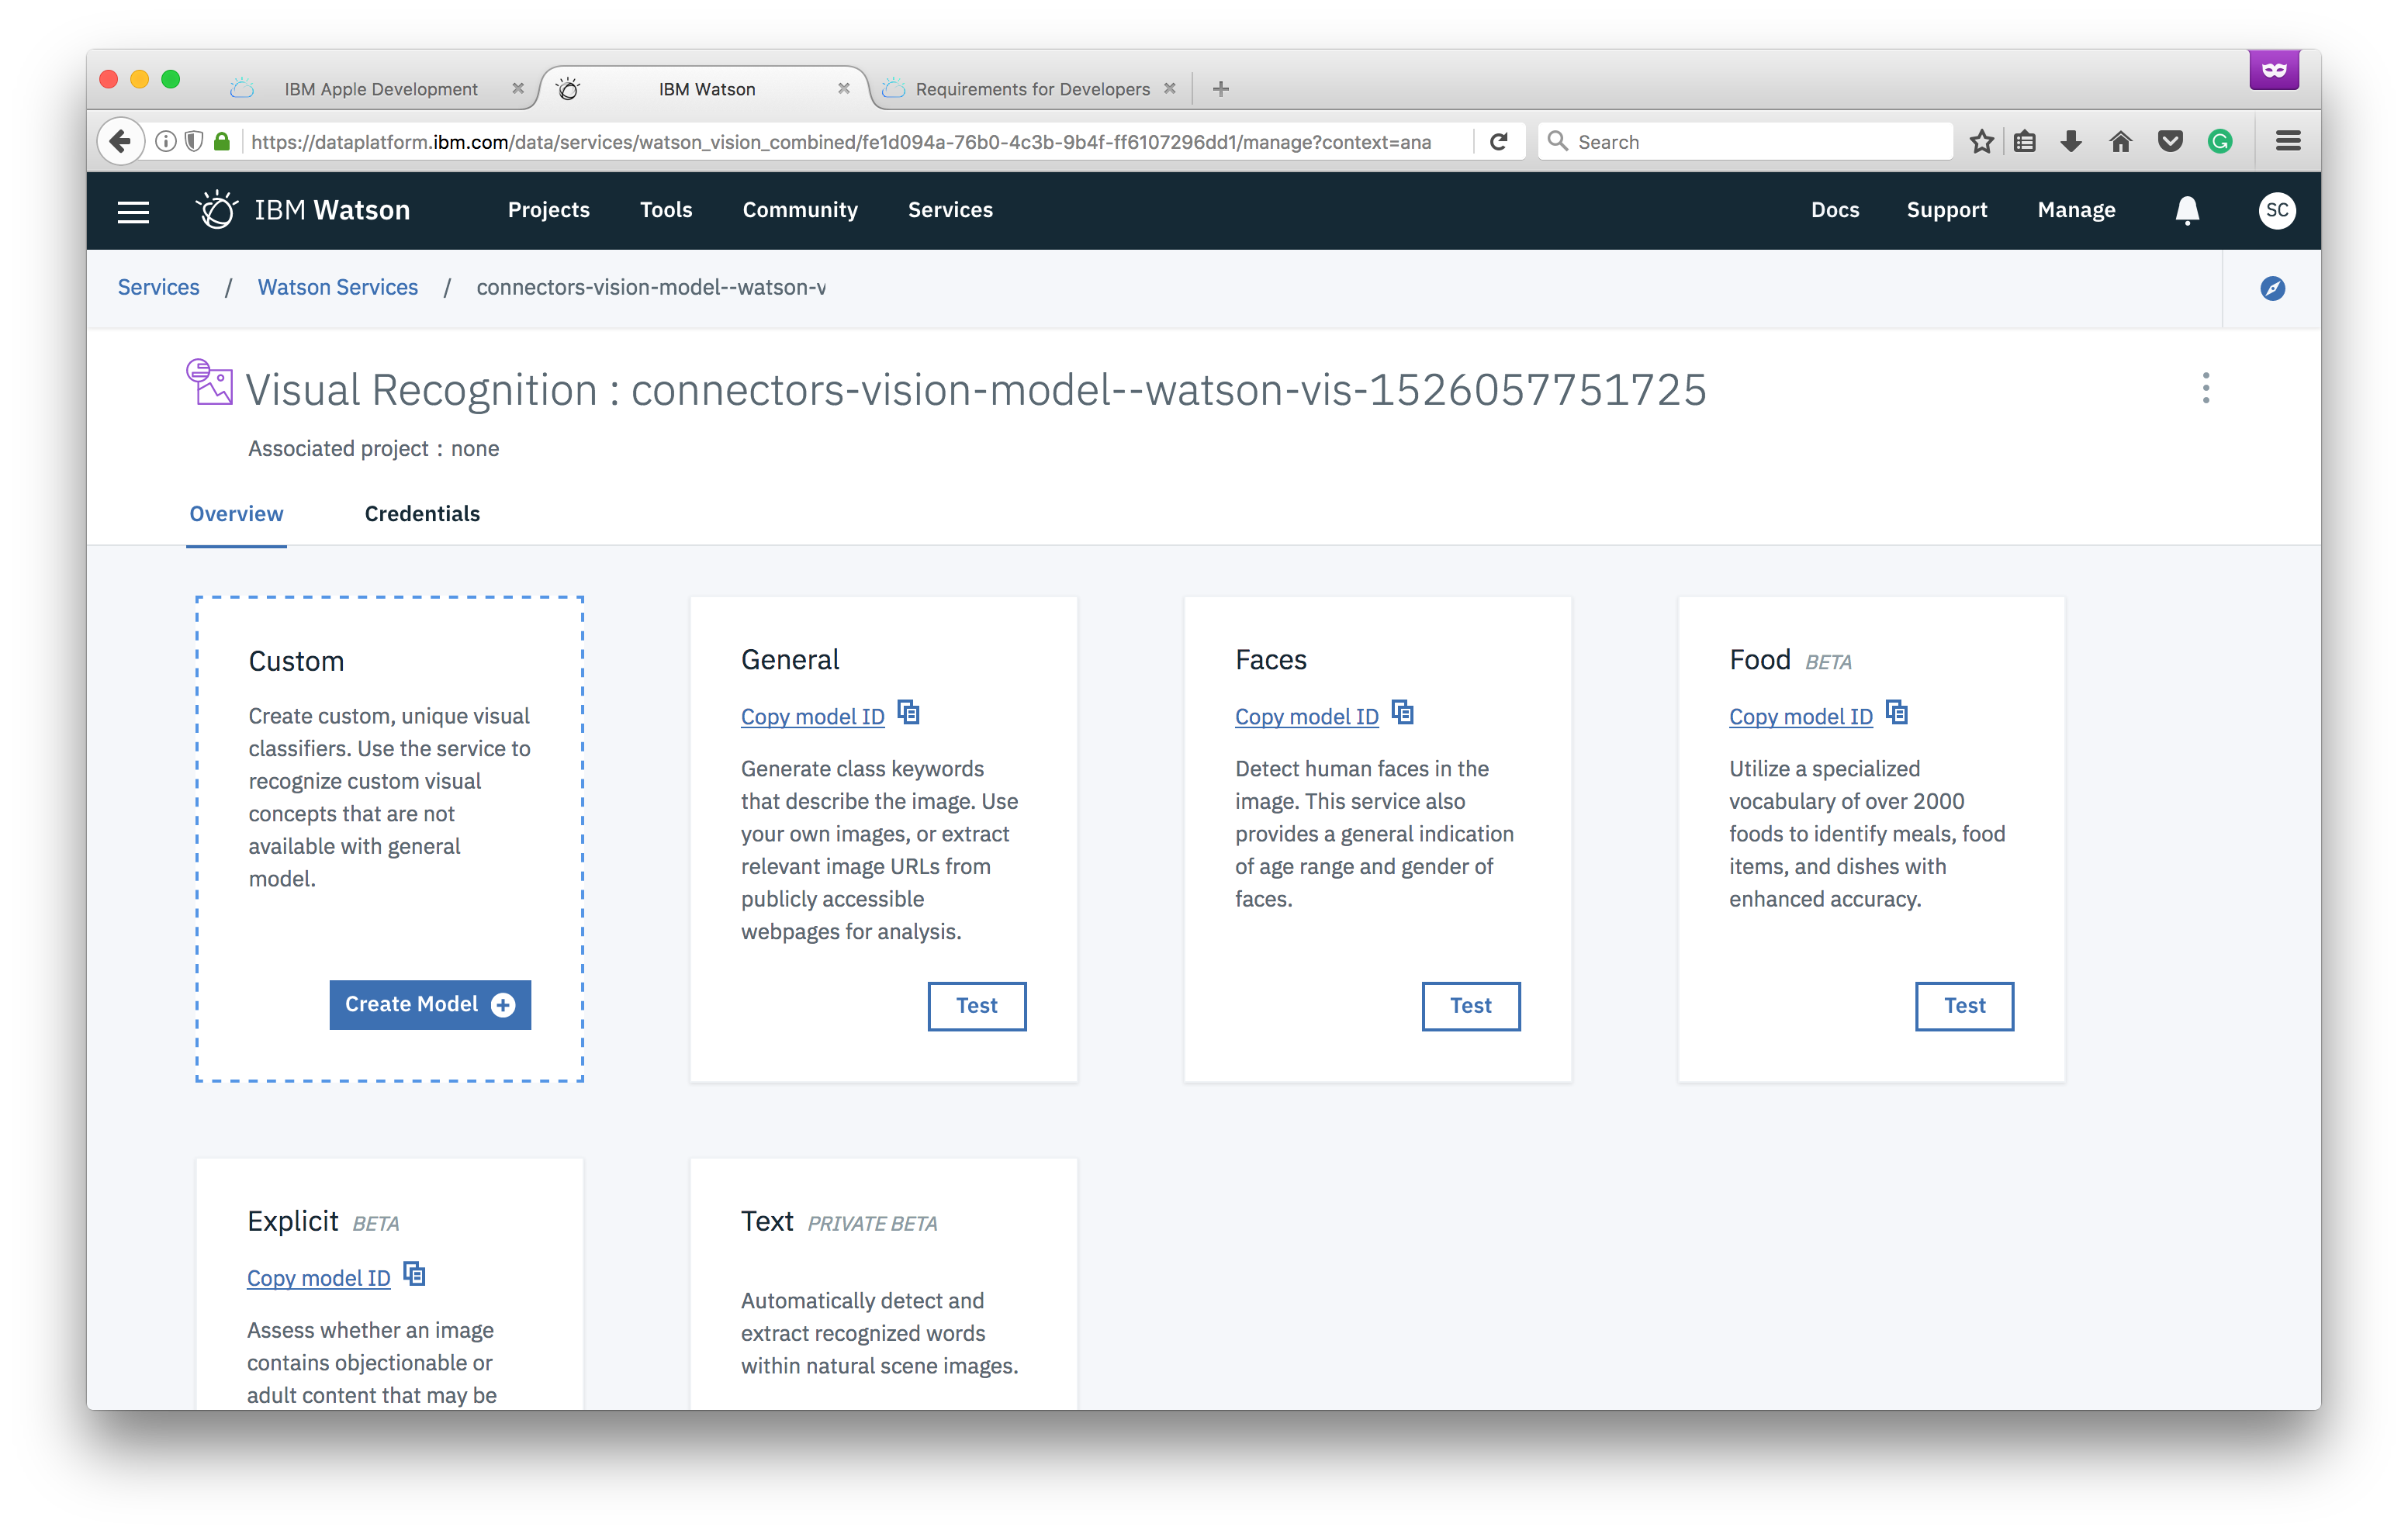 IBM Apple Development
IBM Watson
Requirements for Developers
https://dataplatform.ibm.com/data/services/watson_vision_combined/fe1d094a-76b0-4c3b-9b4f-ff6107296dd1/manage?context=ana
Search
IBM Watson
Projects
Tools
Community
Services
Docs
Support
Manage
SC
Services / Watson Services / connectors-vision-model--watson-v
Visual Recognition : connectors-vision-model--watson-vis-1526057751725
Associated project : none
Overview
Credentials
Custom
Create custom, unique visual
classifiers. Use the service to
recognize custom visual
concepts that are not
available with general
model.
Create Model
General
Copy model ID
Generate class keywords
that describe the image. Use
your own images, or extract
relevant image URLs from
publicly accessible
webpages for analysis.
Test
Faces
Copy model ID
Detect human faces in the
image. This service also
provides a general indication
of age range and gender of
faces.
Test
Food BETA
Copy model ID
Utilize a specialized
vocabulary of over 2000
foods to identify meals, food
items, and dishes with
enhanced accuracy.
Test
Explicit BETA
Copy model ID
Assess whether an image
contains objectionable or
adult content that may be
Text PRIVATE BETA
Automatically detect and
extract recognized words
within natural scene images.